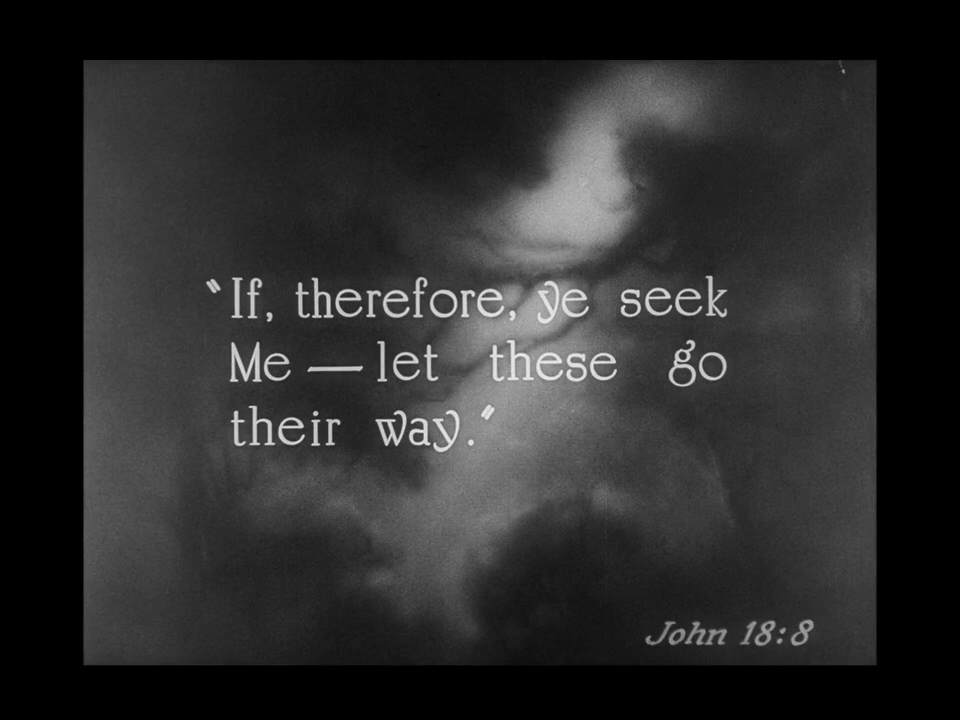 "If, therefore, ye seek
Me — let these go
their way."
John 18:8